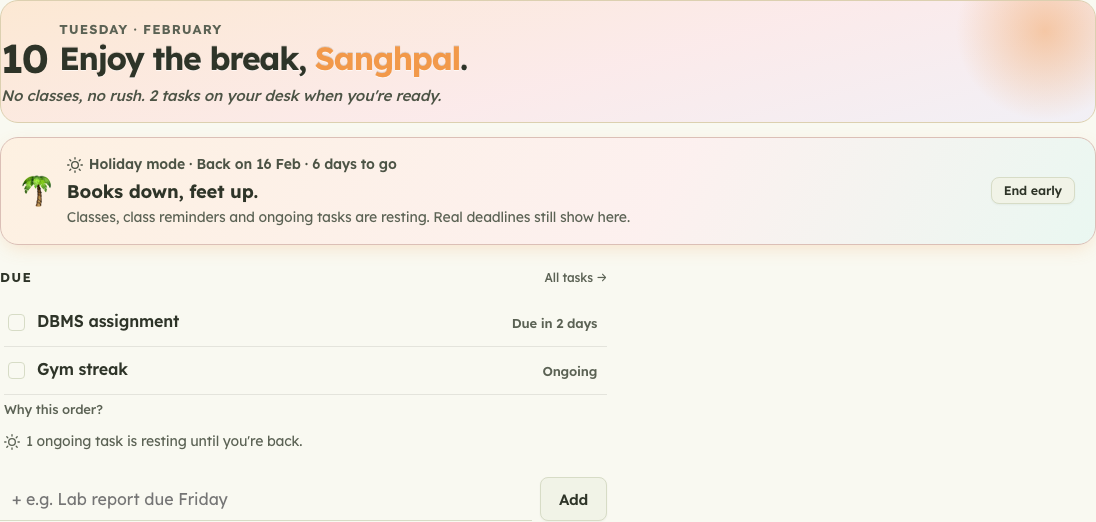 TUESDAY · FEBRUARY
10 Enjoy the break, Sanghpal.
No classes, no rush. 2 tasks on your desk when you're ready.
Holiday mode · Back on 16 Feb · 6 days to go
Books down, feet up.
Classes, class reminders and ongoing tasks are resting. Real deadlines still show here.
End early
DUE
All tasks →
DBMS assignment
Due in 2 days
Gym streak
Ongoing
Why this order?
1 ongoing task is resting until you're back.
+ e.g. Lab report due Friday
Add